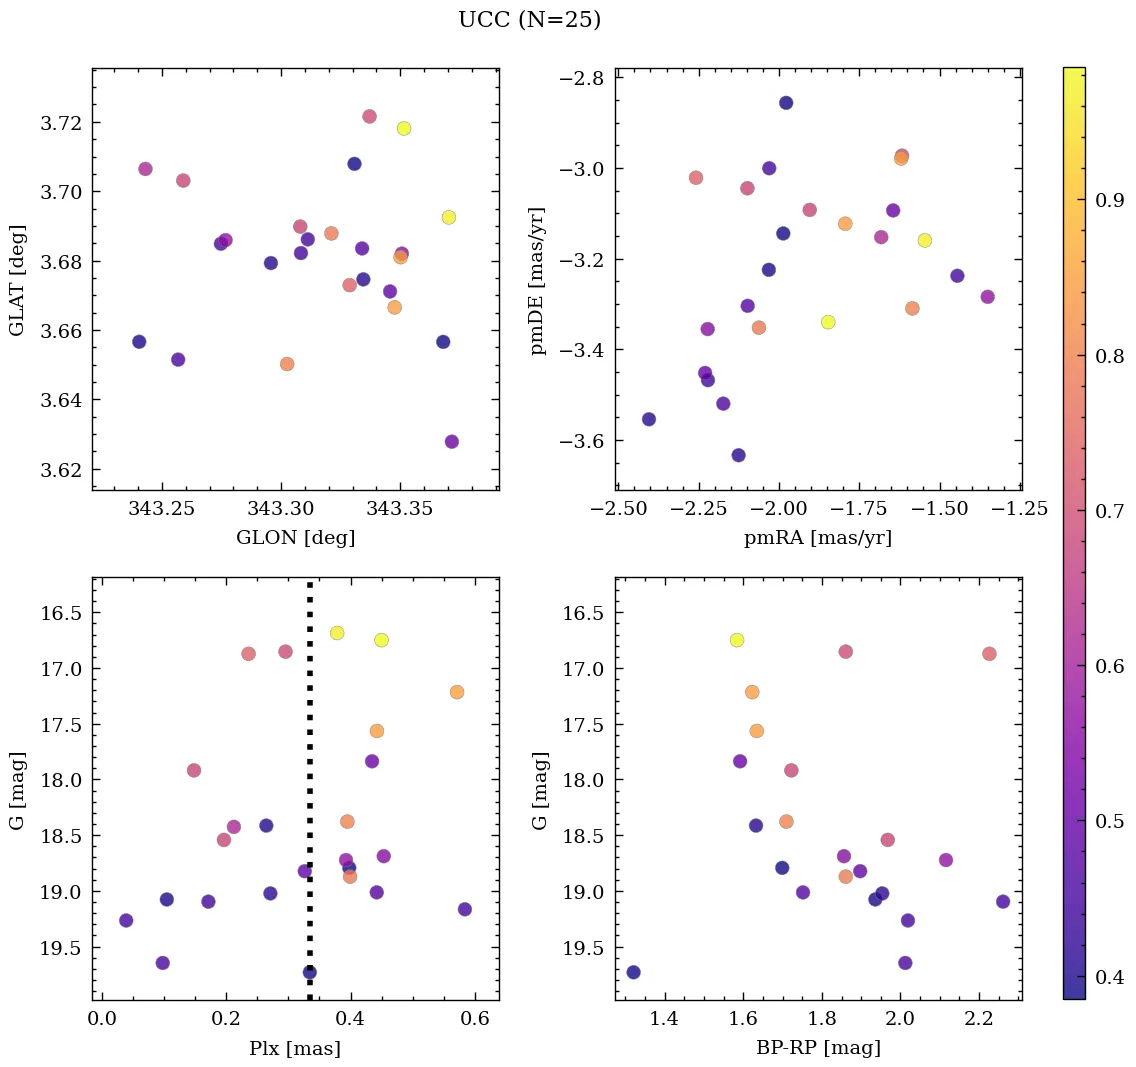 UCC (N=25)
3.72
3.70
3.68
3.66
3.64
3.62
GLAT [deg]
343.25 343.30 343.35
GLON [deg]
−2.8
−3.0
−3.2
−3.4
−3.6
pmDE [mas/yr]
−2.50 −2.25 −2.00 −1.75 −1.50 −1.25
pmRA [mas/yr]
16.5
17.0
17.5
18.0
18.5
19.0
19.5
G [mag]
0.0 0.2 0.4 0.6
Plx [mas]
16.5
17.0
17.5
18.0
18.5
19.0
19.5
G [mag]
1.4 1.6 1.8 2.0 2.2
BP-RP [mag]
0.9
0.8
0.7
0.6
0.5
0.4